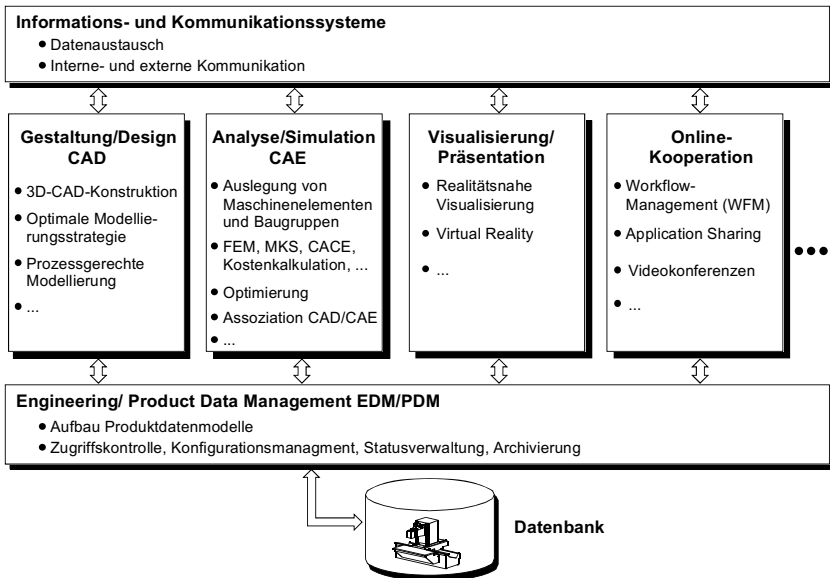 Informations- und Kommunikationssysteme
• Datenaustausch
• Interne- und externe Kommunikation
Gestaltung/Design
CAD
• 3D-CAD-Konstruktion
• Optimale Modellie-
rungsstrategie
• Prozessgerechte
Modellierung
• ...
Analyse/Simulation
CAE
• Auslegung von
Maschinenelementen
und Baugruppen
• FEM, MKS, CACE,
Kostenkalkulation, ...
• Optimierung
• Assoziation CAD/CAE
• ...
Visualisierung/
Präsentation
• Realitätsnahe
Visualisierung
• Virtual Reality
• ...
Online-
Kooperation
• Workflow-
Management (WFM)
• Application Sharing
• Videokonferenzen
• ...
•••
Engineering/ Product Data Management EDM/PDM
• Aufbau Produktdatenmodelle
• Zugriffskontrolle, Konfigurationsmanagment, Statusverwaltung, Archivierung
Datenbank